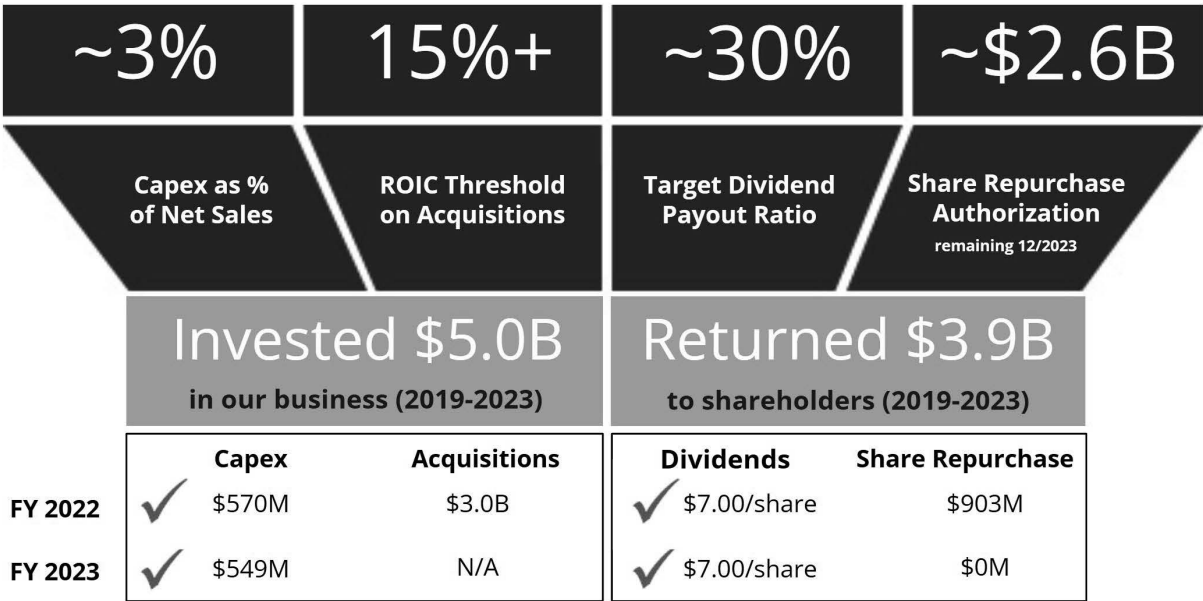 ~3% 15%+ ~30% ~$2.6B
Capex as %
of Net Sales
ROIC Threshold
on Acquisitions
Target Dividend
Payout Ratio
Share Repurchase
Authorization
remaining 12/2023
Invested $5.0B
in our business (2019-2023)
Returned $3.9B
to shareholders (2019-2023)
Capex Acquisitions Dividends Share Repurchase
FY 2022 $570M $3.0B $7.00/share $903M
FY 2023 $549M N/A $7.00/share $0M